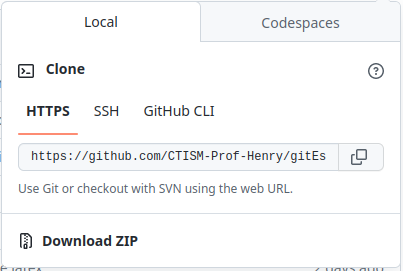 Local
Codespaces
Clone
HTTPS
SSH
GitHub CLI
https://github.com/CTISM-Prof-Henry/gitEs
Use Git or checkout with SVN using the web URL.
Download ZIP